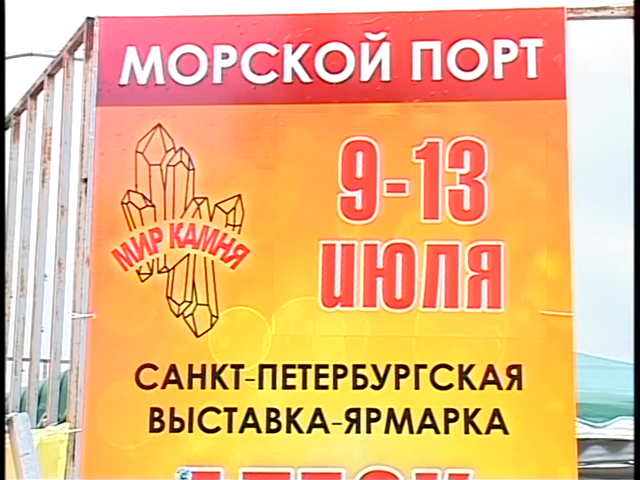 МОРСКОЙ ПОРТ
9-13
ИЮЛЯ
МИР КАМНЯ
САНКТ-ПЕТЕРБУРГСКАЯ
ВЫСТАВКА-ЯРМАРКА